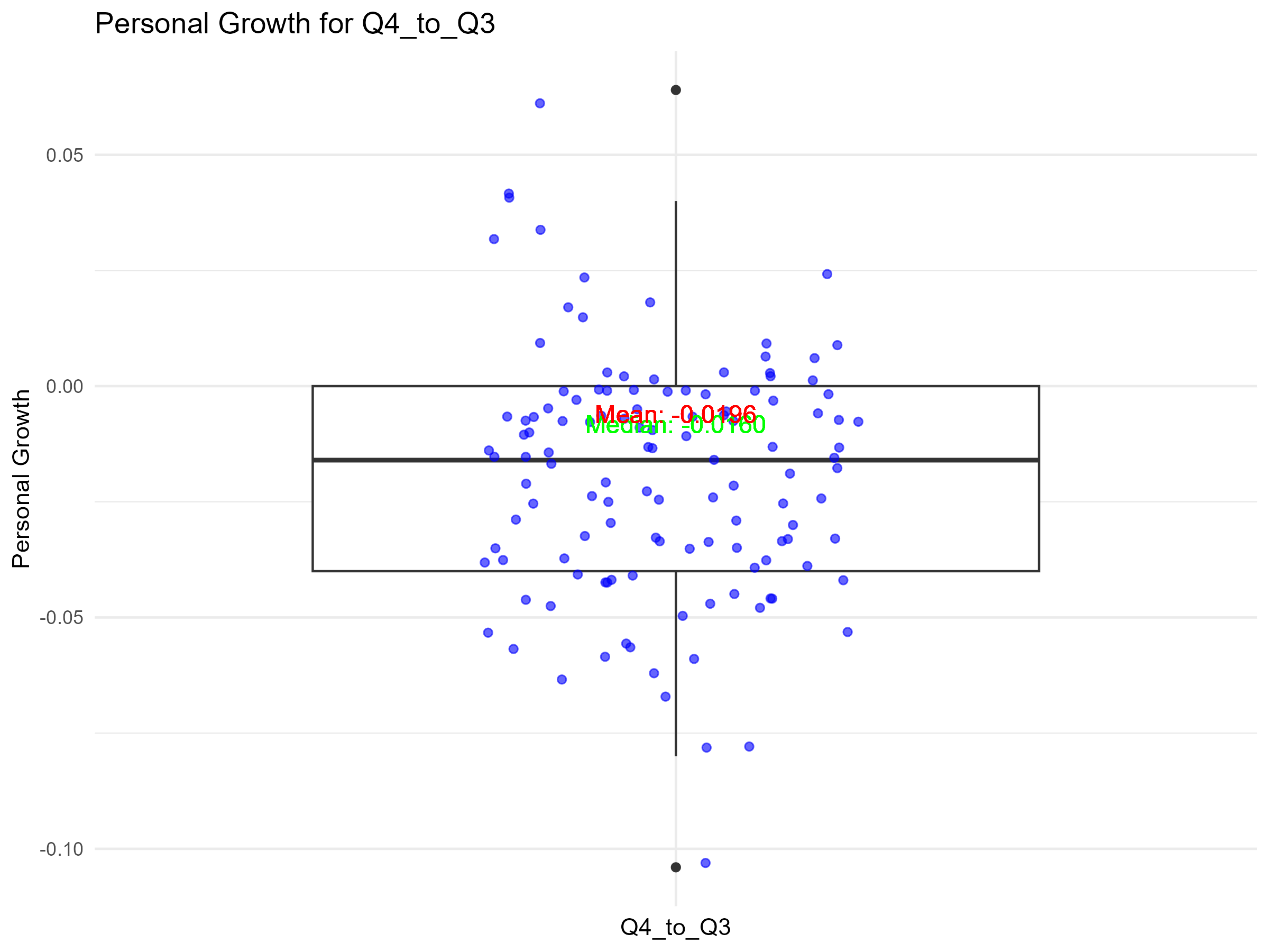 Personal Growth for Q4_to_Q3
Personal Growth
0.05
0.00
-0.05
-0.10
Mean: -0.0196
Median: -0.0160
Q4_to_Q3